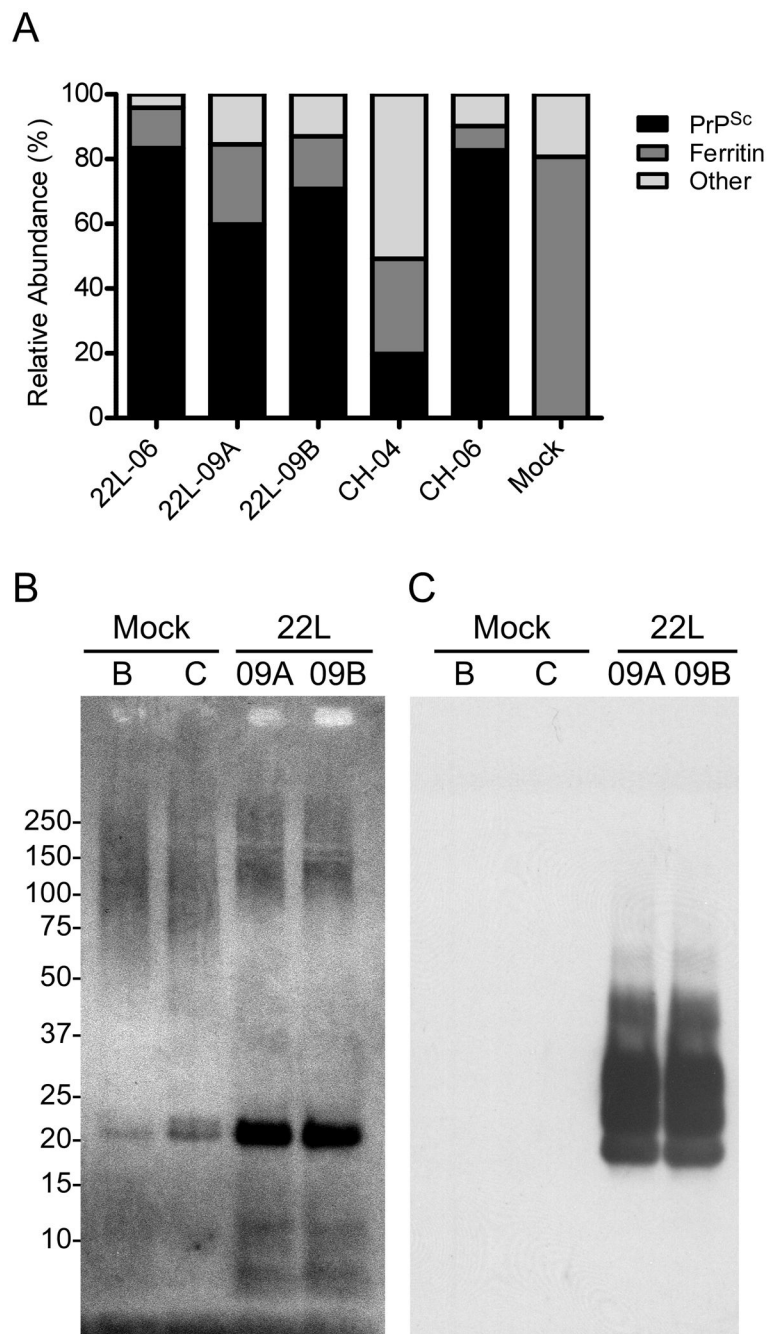 A
Relative Abundance (%)
100
80
60
40
20
0
22L-06
22L-09A
22L-09B
CH-04
CH-06
Mock
PrPSc
Ferritin
Other
B
Mock 22L
B C 09A 09B
250
150
100
75
50
37
25
20
15
10
C
Mock 22L
B C 09A 09B